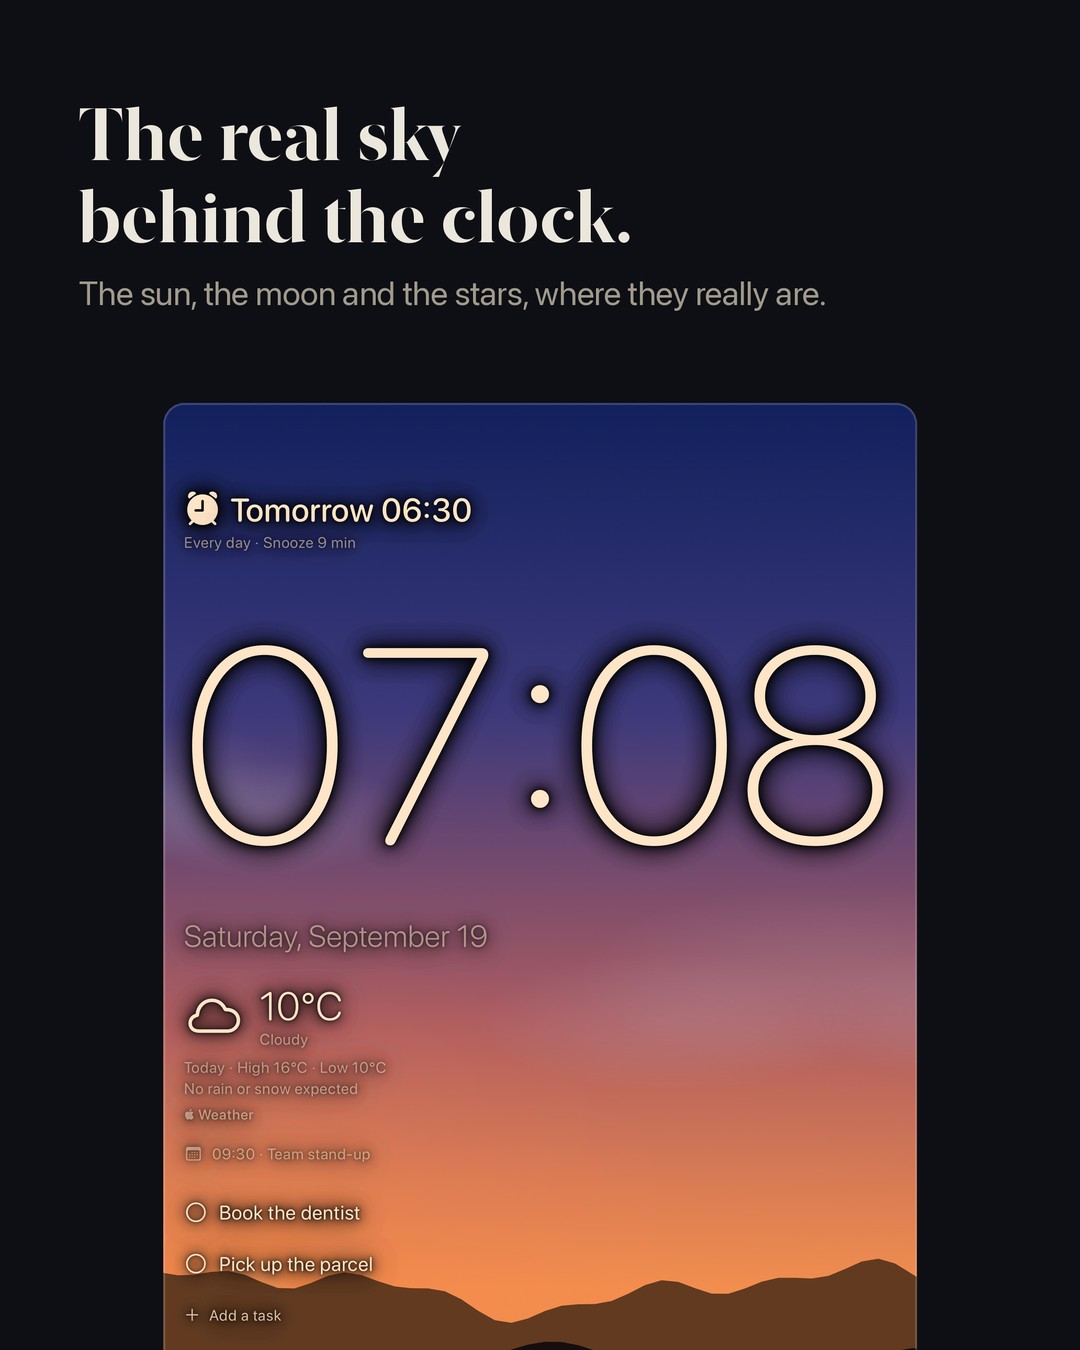 The real sky
behind the clock.
The sun, the moon and the stars, where they really are.
Tomorrow 06:30
Every day · Snooze 9 min
07:08
Saturday, September 19
10°C
Cloudy
Today · High 16°C · Low 10°C
No rain or snow expected
Weather
09:30 · Team stand-up
Book the dentist
Pick up the parcel
+ Add a task